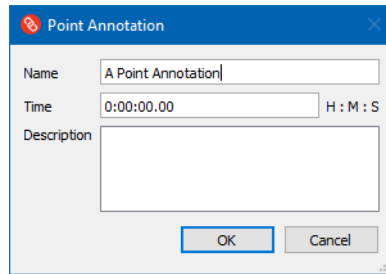 Point Annotation
Name A Point Annotation
Time 0:00:00.00 H : M : S
Description
OK Cancel